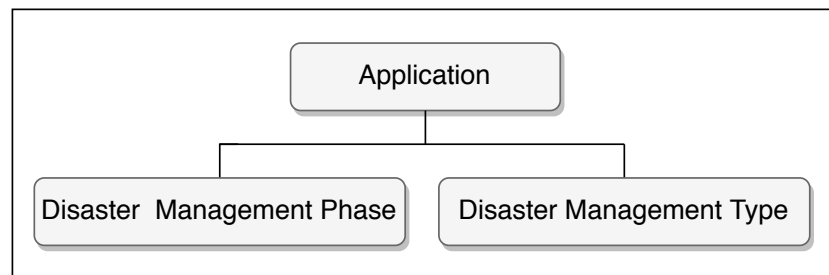 Application
Disaster Management Phase
Disaster Management Type